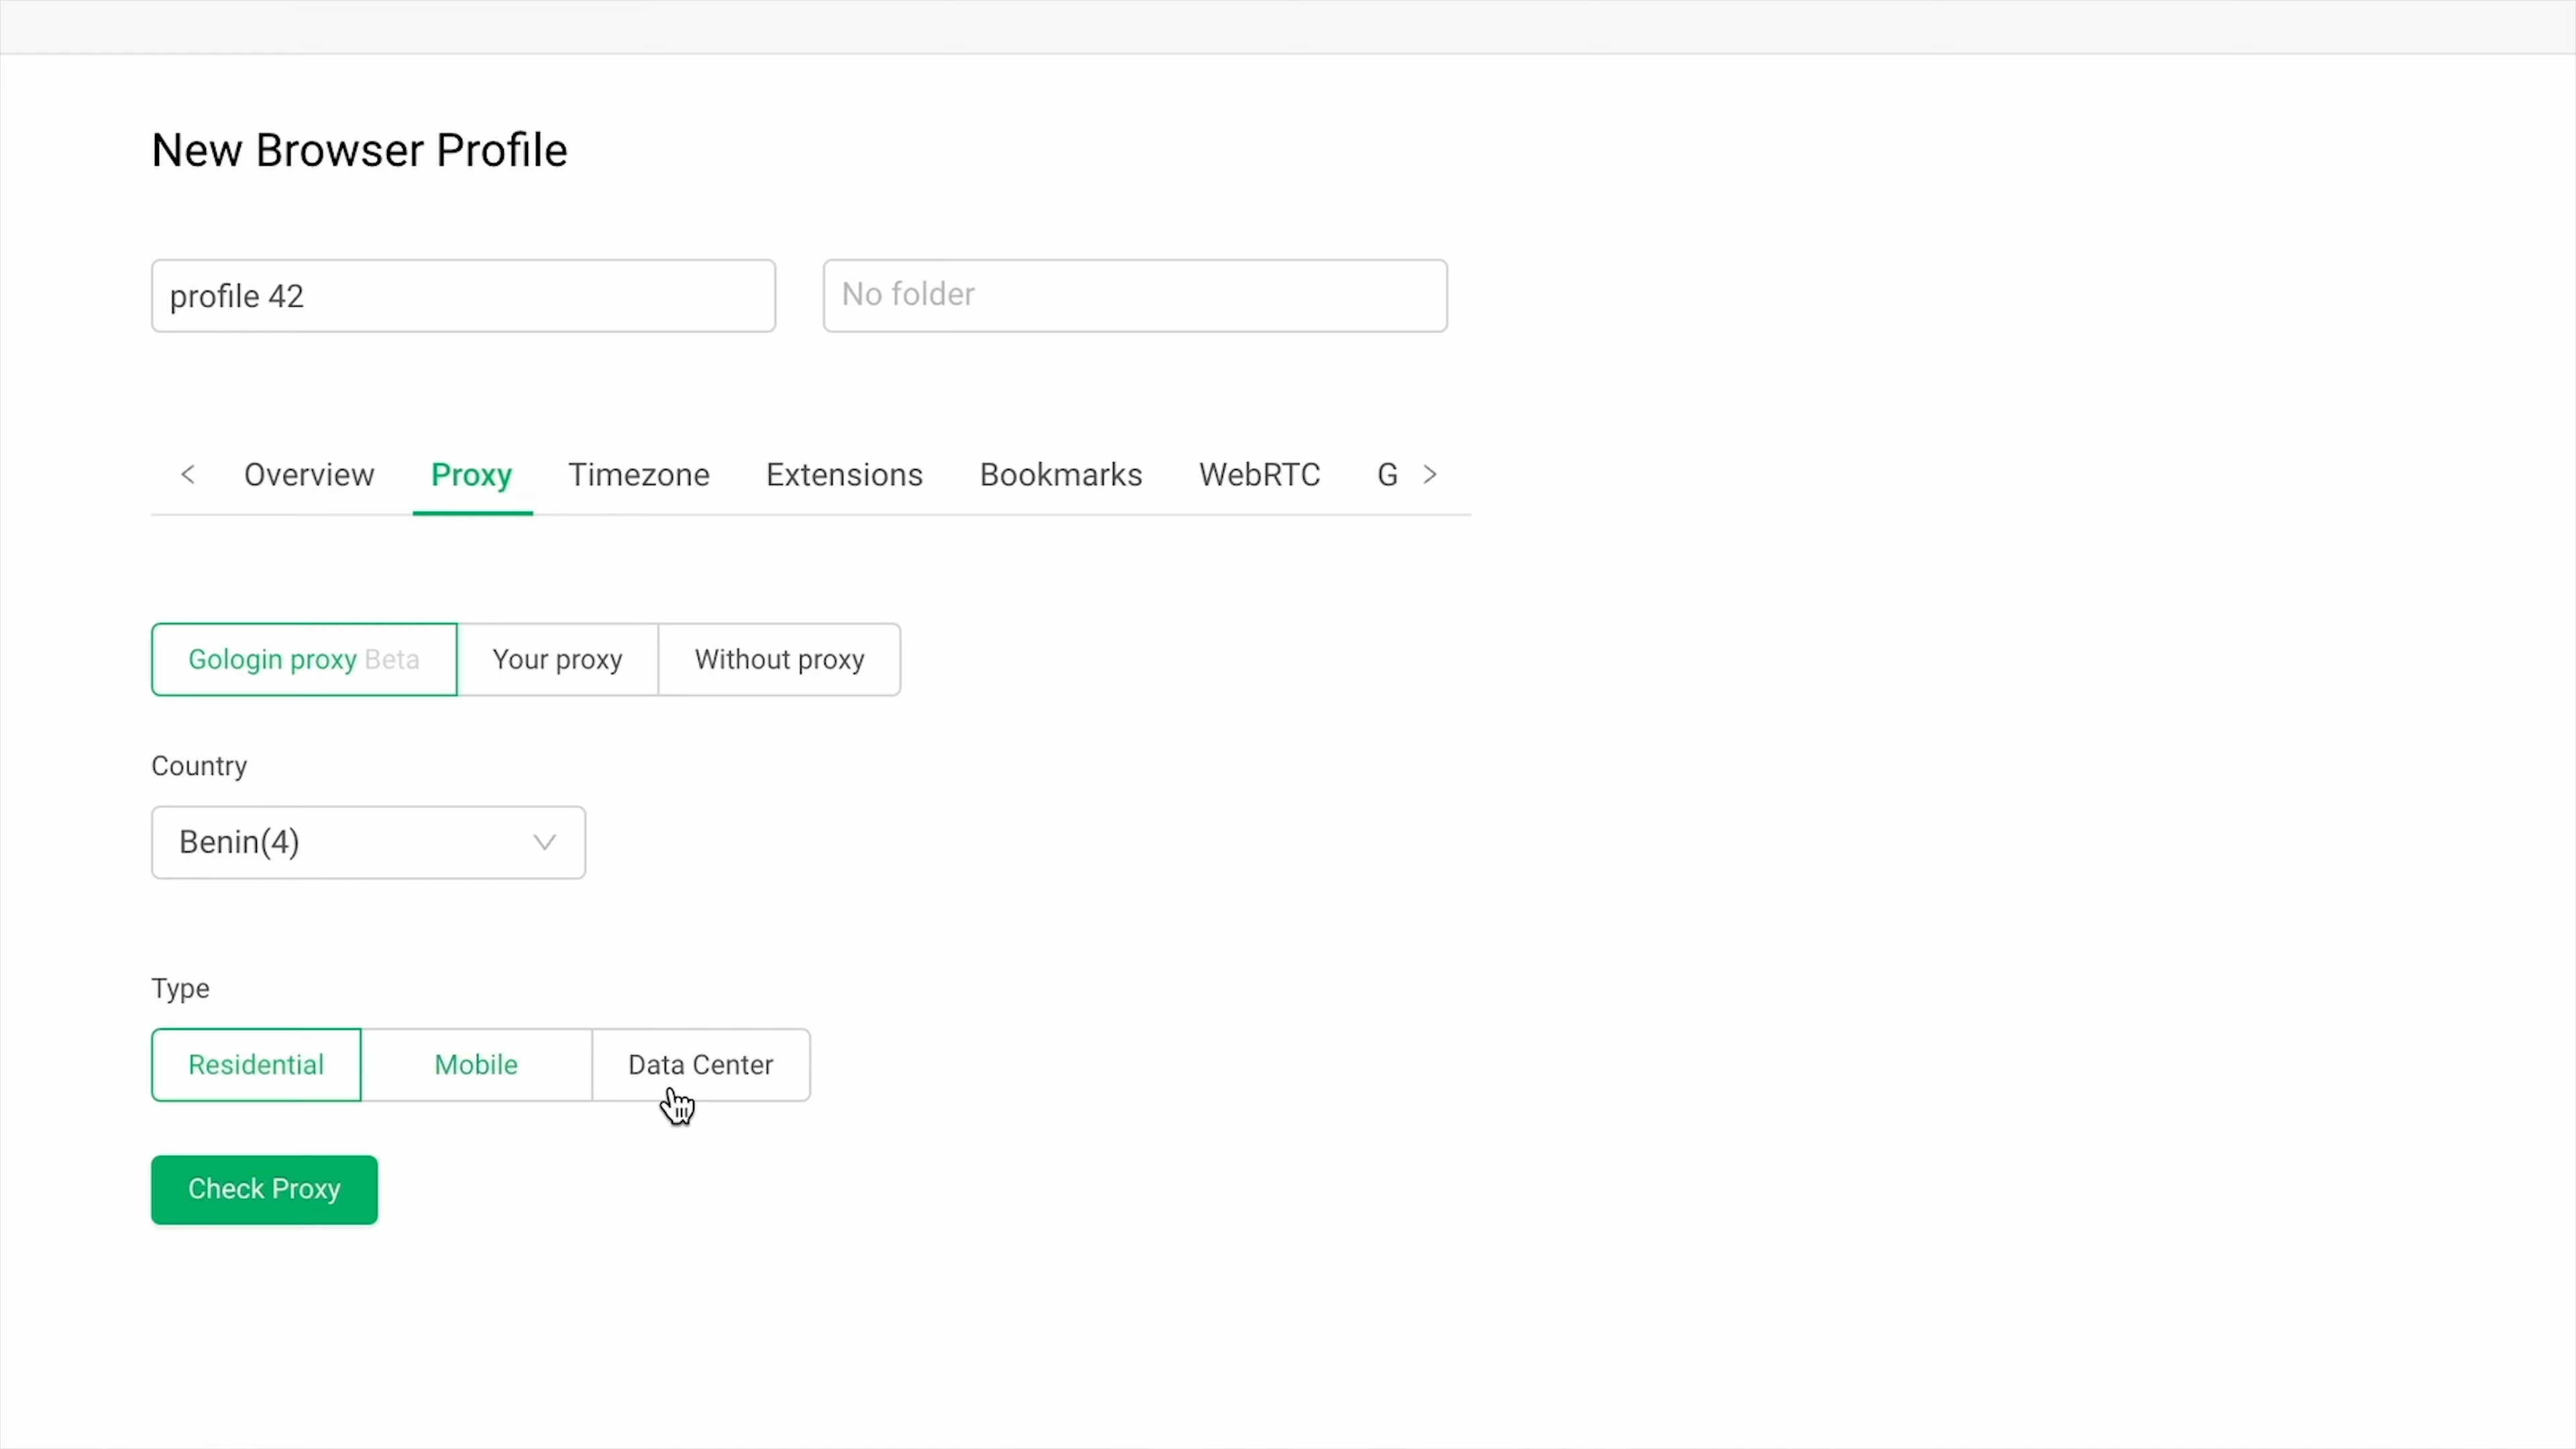 New Browser Profile
profile 42
No folder
Overview Proxy Timezone Extensions Bookmarks WebRTC G
Gologin proxy Beta Your proxy Without proxy
Country
Benin(4)
Type
Residential Mobile Data Center
Check Proxy